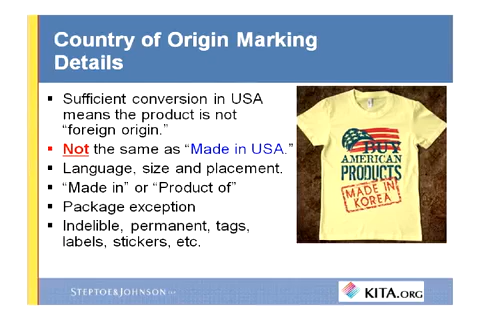 Country of Origin Marking
Details
▪ Sufficient conversion in USA
means the product is not
“foreign origin.”
▪ Not the same as “Made in USA.”
▪ Language, size and placement.
▪ “Made in” or “Product of”
▪ Package exception
▪ Indelible, permanent, tags,
labels, stickers, etc.
BUY
AMERICAN
PRODUCTS
MADE IN
KOREA
STEPTOE&JOHNSON LLP
KITA.ORG